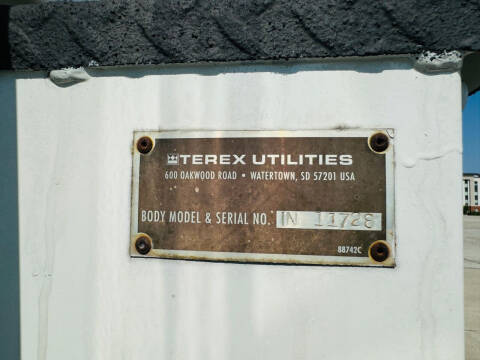 TEREX UTILITIES
600 OAKWOOD ROAD • WATERTOWN, SD 57201 USA
BODY MODEL & SERIAL NO. IN 11728
88742C